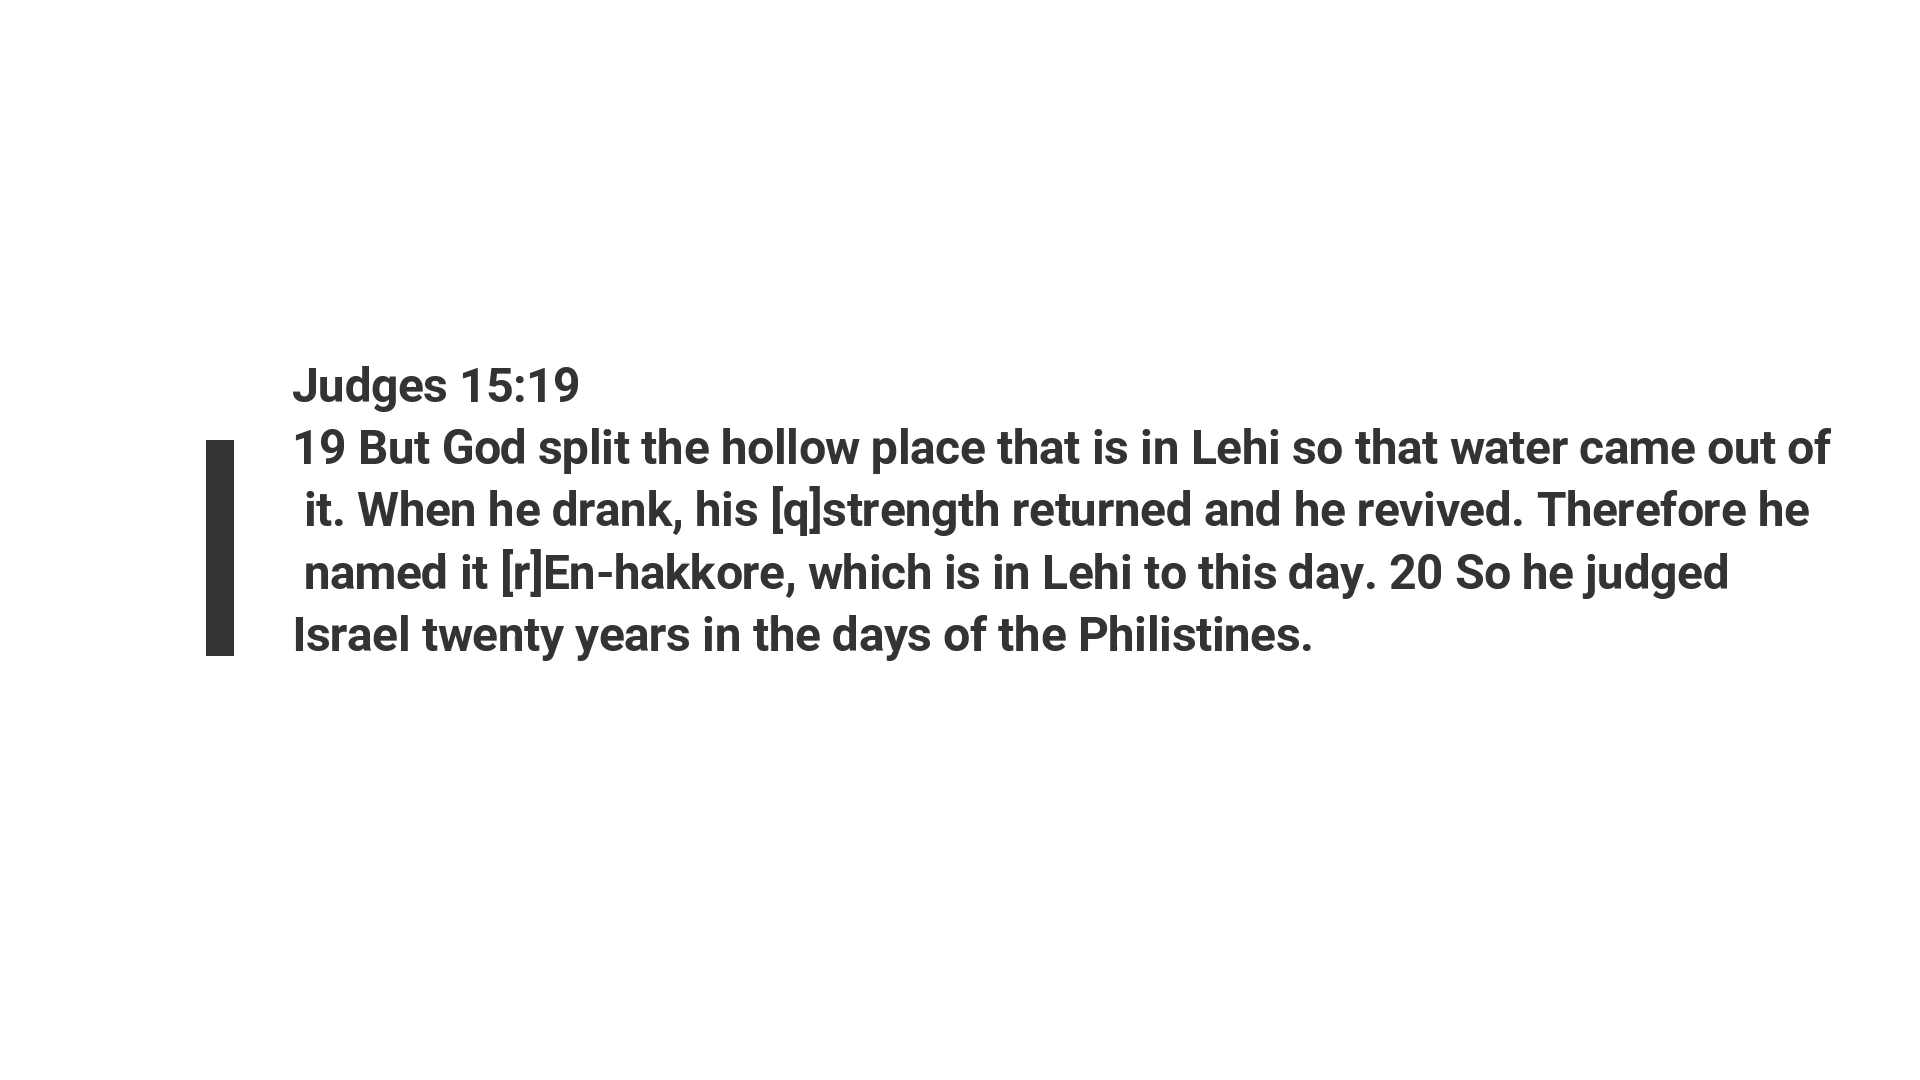 Judges 15:19
19 But God split the hollow place that is in Lehi so that water came out of
it. When he drank, his [q]strength returned and he revived. Therefore he
named it [r]En-hakkore, which is in Lehi to this day. 20 So he judged
Israel twenty years in the days of the Philistines.